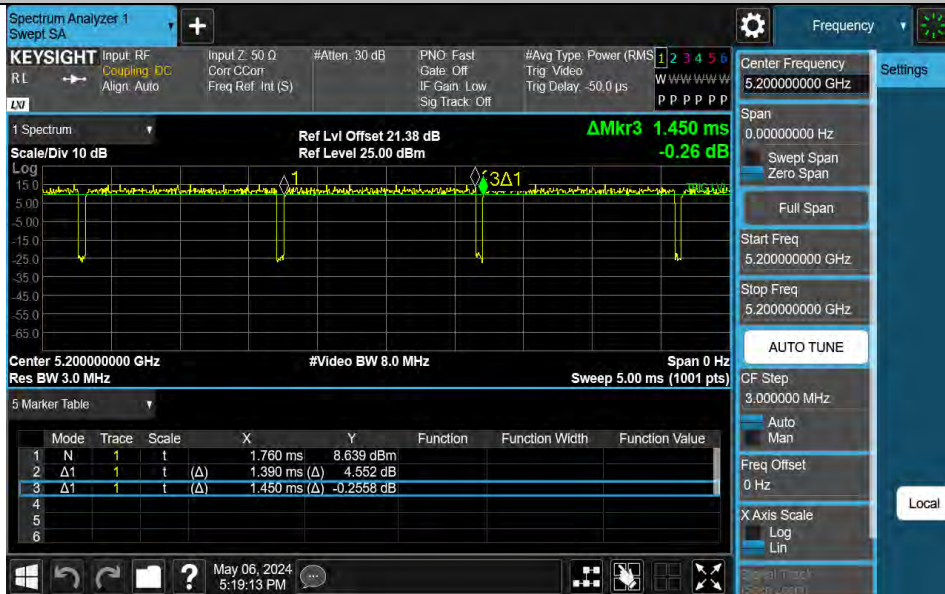 Spectrum Analyzer 1
Swept SA
+
Frequency
KEYSIGHT
RL
LXI
Input: RF
Coupling: DC
Align: Auto
Input Z: 50 Ω
Corr CCorr
Freq Ref: Int (S)
#Atten: 30 dB
PNO: Fast
Gate: Off
IF Gain: Low
Sig Track: Off
#Avg Type: Power (RMS
Trig: Video
Trig Delay: -50.0 µs
1 2 3 4 5 6
W W W W W W
P P P P P P
Center Frequency
5.200000000 GHz
Settings
1 Spectrum
Scale/Div 10 dB
Log
Ref Lvl Offset 21.38 dB
Ref Level 25.00 dBm
ΔMkr3 1.450 ms
-0.26 dB
15.0
5.00
-5.00
-15.0
-25.0
-35.0
-45.0
-55.0
-65.0
1
3Δ1
Center 5.200000000 GHz
#Video BW 8.0 MHz
Span 0 Hz
Res BW 3.0 MHz
Sweep 5.00 ms (1001 pts)
Span
0.00000000 Hz
Swept Span
Zero Span
Full Span
Start Freq
5.200000000 GHz
Stop Freq
5.200000000 GHz
AUTO TUNE
CF Step
3.000000 MHz
Auto
Man
Freq Offset
0 Hz
X Axis Scale
Log
Lin
Signal Track
Local
5 Marker Table
Mode Trace Scale X Y Function Function Width Function Value
1 N 1 t 1.760 ms 8.639 dBm
2 Δ1 1 t (Δ) 1.390 ms (Δ) 4.552 dB
3 Δ1 1 t (Δ) 1.450 ms (Δ) -0.2558 dB
4
5
6
?
May 06, 2024
5:19:13 PM